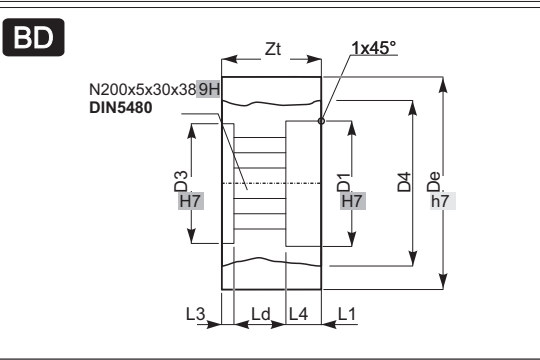 BD
Zt
1x45°
N200x5x30x38 9H
DIN5480
D3
H7
D1
H7
D4
De
h7
L3
Ld
L4
L1